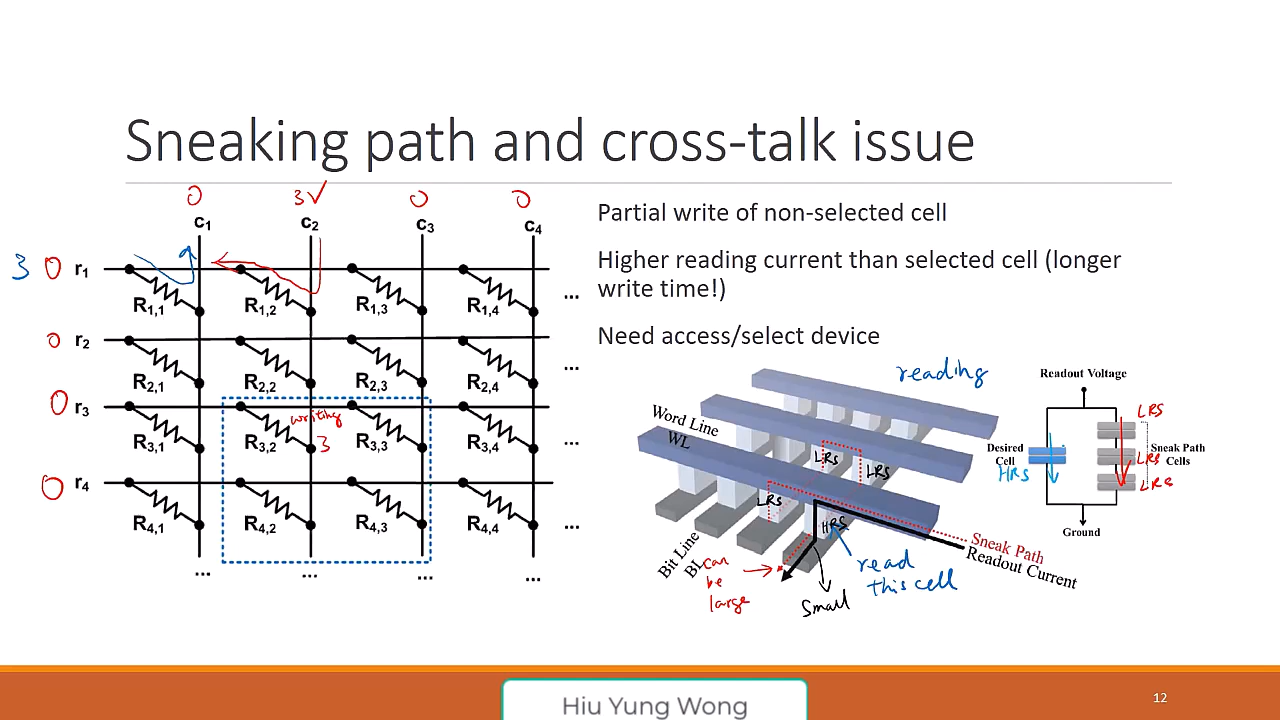 Sneaking path and cross-talk issue
0 3✓ 0 0
c1 c2 c3 c4
3 0 r1
R1,1 R1,2 R1,3 R1,4 ...
0 r2
R2,1 R2,2 R2,3 R2,4 ...
0 r3
writing
R3,1 R3,2 3 R3,3 R3,4 ...
0 r4
R4,1 R4,2 R4,3 R4,4 ...
... ... ... ...
Partial write of non-selected cell
Higher reading current than selected cell (longer
write time!)
Need access/select device
reading
Word Line
WL
LRS
LRS
LRS
HRS
Bit Line
BL
can
be
large
small
read
this cell
Sneak Path
Readout Current
Readout Voltage
LRS
Desired
Cell
HRS
Sneak Path
Cells
LRS
LRS
Ground
Hiu Yung Wong
12